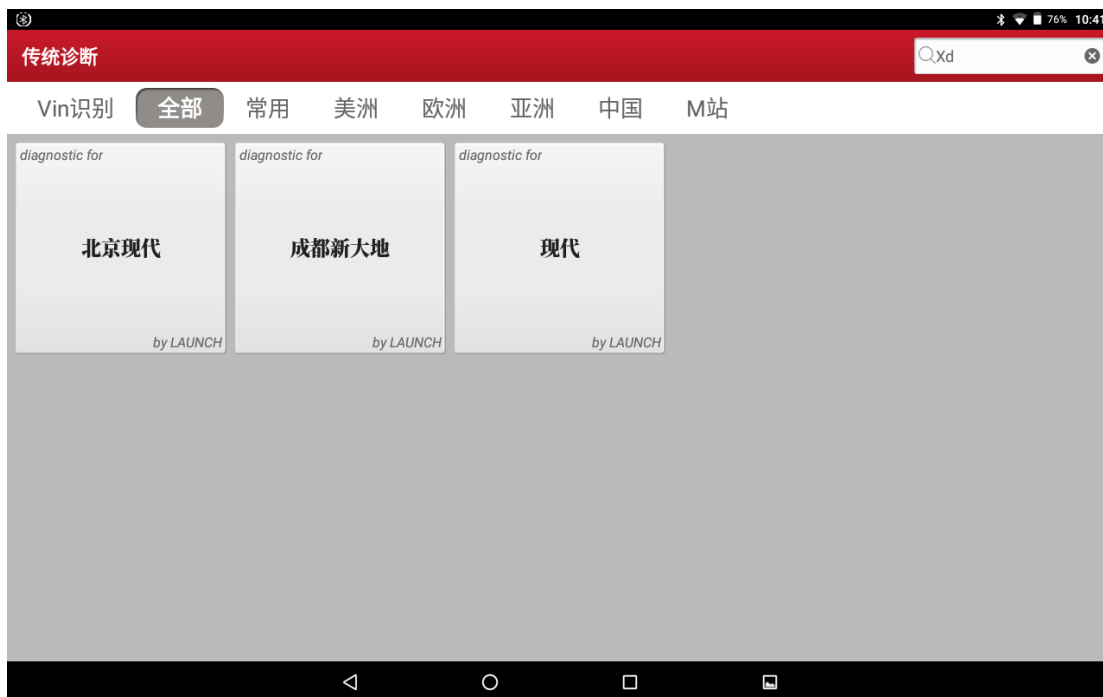 76% 10:41
传统诊断
Xd
Vin识别 全部 常用 美洲 欧洲 亚洲 中国 M站
diagnostic for
北京现代
by LAUNCH
diagnostic for
成都新大地
by LAUNCH
diagnostic for
现代
by LAUNCH